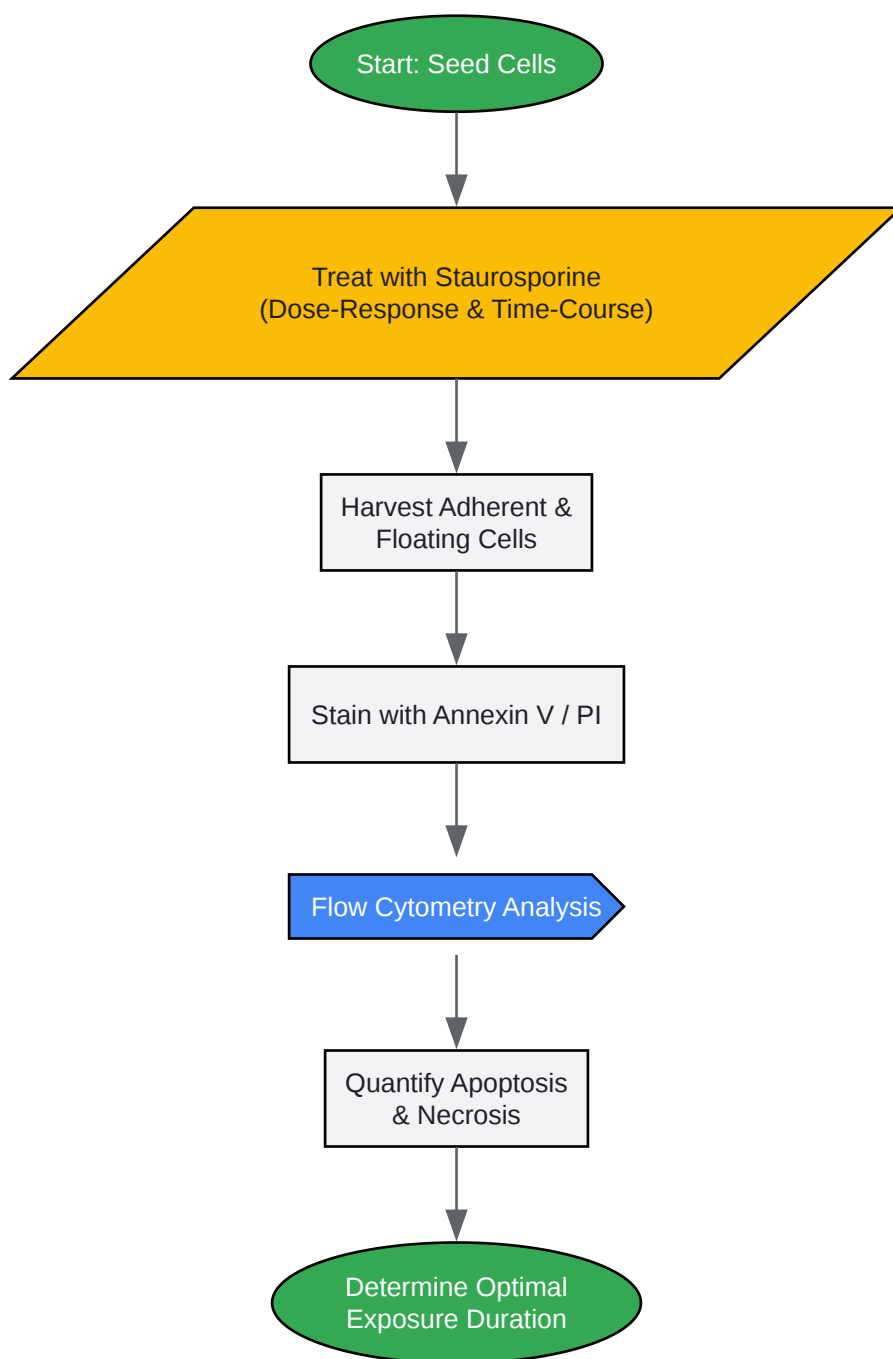 Start: Seed Cells
Treat with Staurosporine
(Dose-Response & Time-Course)
Harvest Adherent &
Floating Cells
Stain with Annexin V / PI
Flow Cytometry Analysis
Quantify Apoptosis
& Necrosis
Determine Optimal
Exposure Duration